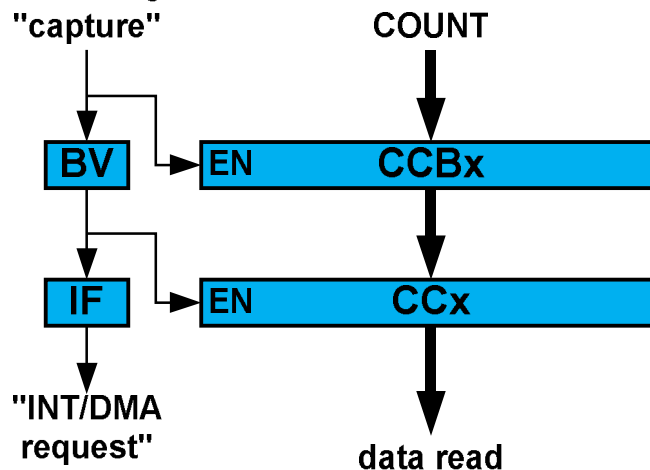 "capture"
COUNT
BV
EN
CCBx
IF
EN
CCx
"INT/DMA
request"
data read